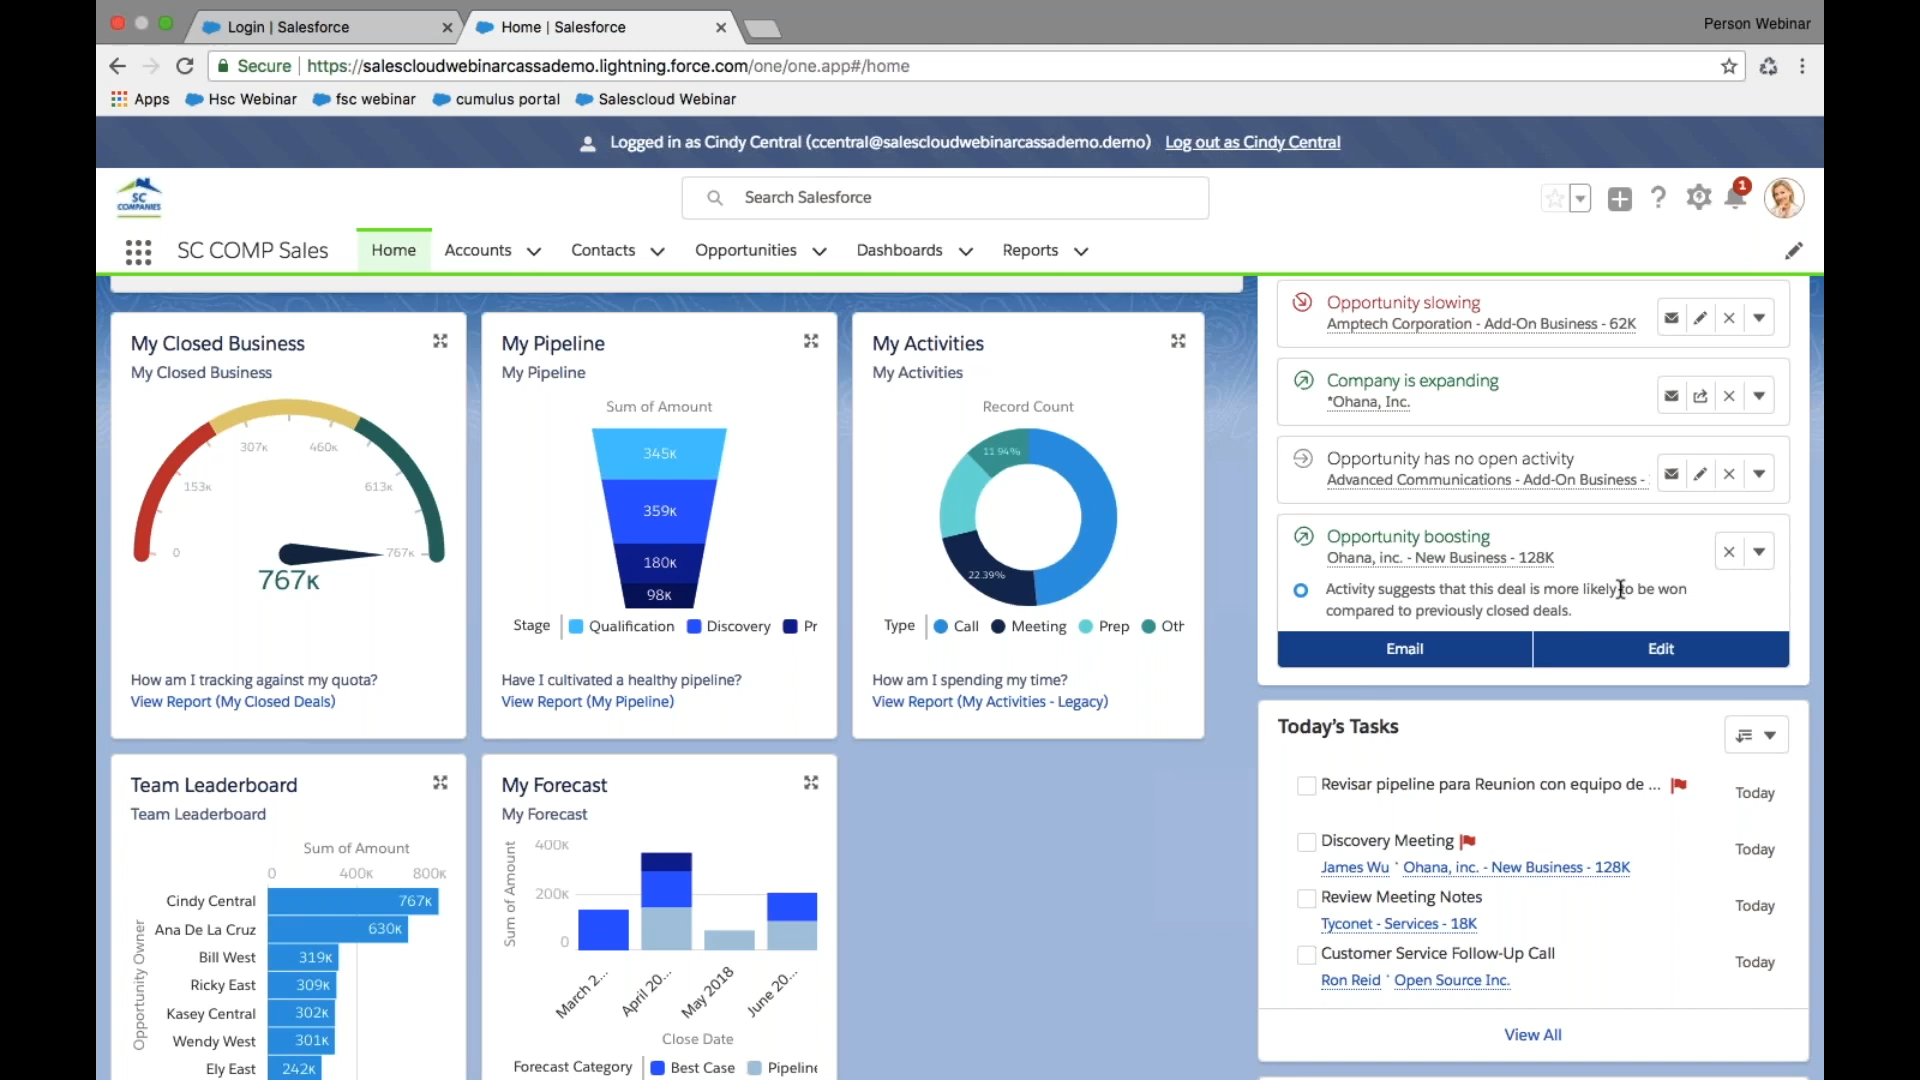 Login | Salesforce
Home | Salesforce
Person Webinar
Secure https://salescloudwebinarcassademo.lightning.force.com/one/one.app#/home
Apps Hsc Webinar fsc webinar cumulus portal Salescloud Webinar
Logged in as Cindy Central (ccentral@salescloudwebinarcassademo.demo) Log out as Cindy Central
SC
COMPANIES
Search Salesforce
1
SC COMP Sales Home Accounts Contacts Opportunities Dashboards Reports
My Closed Business
My Closed Business
0
153K
307K
460K
613K
767K
767K
How am I tracking against my quota?
View Report (My Closed Deals)
My Pipeline
My Pipeline
Sum of Amount
345K
359K
180K
98K
Stage Qualification Discovery Pr
Have I cultivated a healthy pipeline?
View Report (My Pipeline)
My Activities
My Activities
Record Count
11.94%
22.39%
Type Call Meeting Prep Oth
How am I spending my time?
View Report (My Activities - Legacy)
Opportunity slowing
Amptech Corporation - Add-On Business - 62K
Company is expanding
*Ohana, Inc.
Opportunity has no open activity
Advanced Communications - Add-On Business -
Opportunity boosting
Ohana, inc. - New Business - 128K
Activity suggests that this deal is more likely to be won
compared to previously closed deals.
Email Edit
Team Leaderboard
Team Leaderboard
Sum of Amount
0 400K 800K
Opportunity Owner
Cindy Central 767K
Ana De La Cruz 630K
Bill West 319K
Ricky East 309K
Kasey Central 302K
Wendy West 301K
Ely East 242K
My Forecast
My Forecast
Sum of Amount
400K
200K
0
March 2... April 20... May 2018 June 20...
Close Date
Forecast Category Best Case Pipeline
Today's Tasks
Revisar pipeline para Reunion con equipo de ... Today
Discovery Meeting Today
James Wu • Ohana, inc. - New Business - 128K
Review Meeting Notes Today
Tyconet - Services - 18K
Customer Service Follow-Up Call Today
Ron Reid • Open Source Inc.
View All